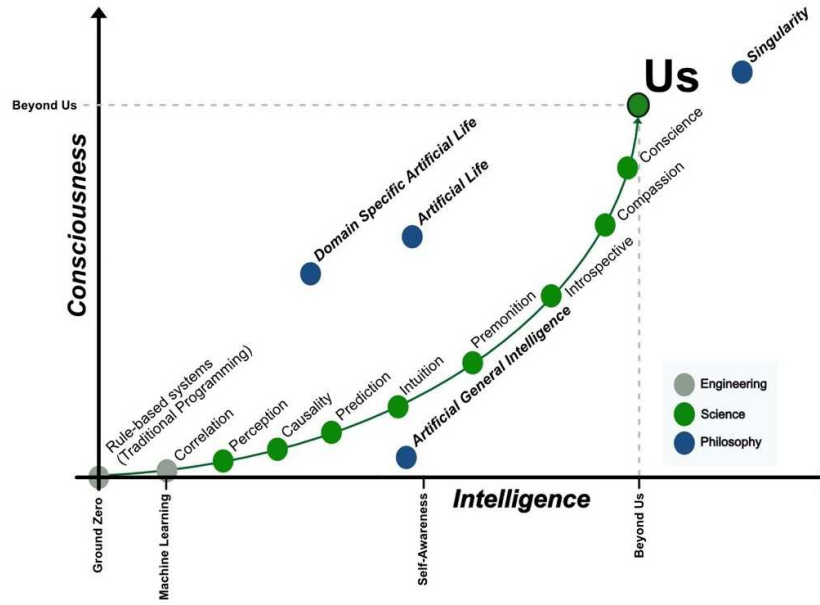 Singularity
Us
Beyond Us
Conscience
Compassion
Domain Specific Artificial Life
Artificial Life
Consciousness
Introspective
Premonition
Artificial General Intelligence
Rule-based systems
(Traditional Programming)
Correlation
Perception
Causality
Prediction
Intuition
Engineering
Science
Philosophy
Intelligence
Ground Zero
Machine Learning
Self-Awareness
Beyond Us